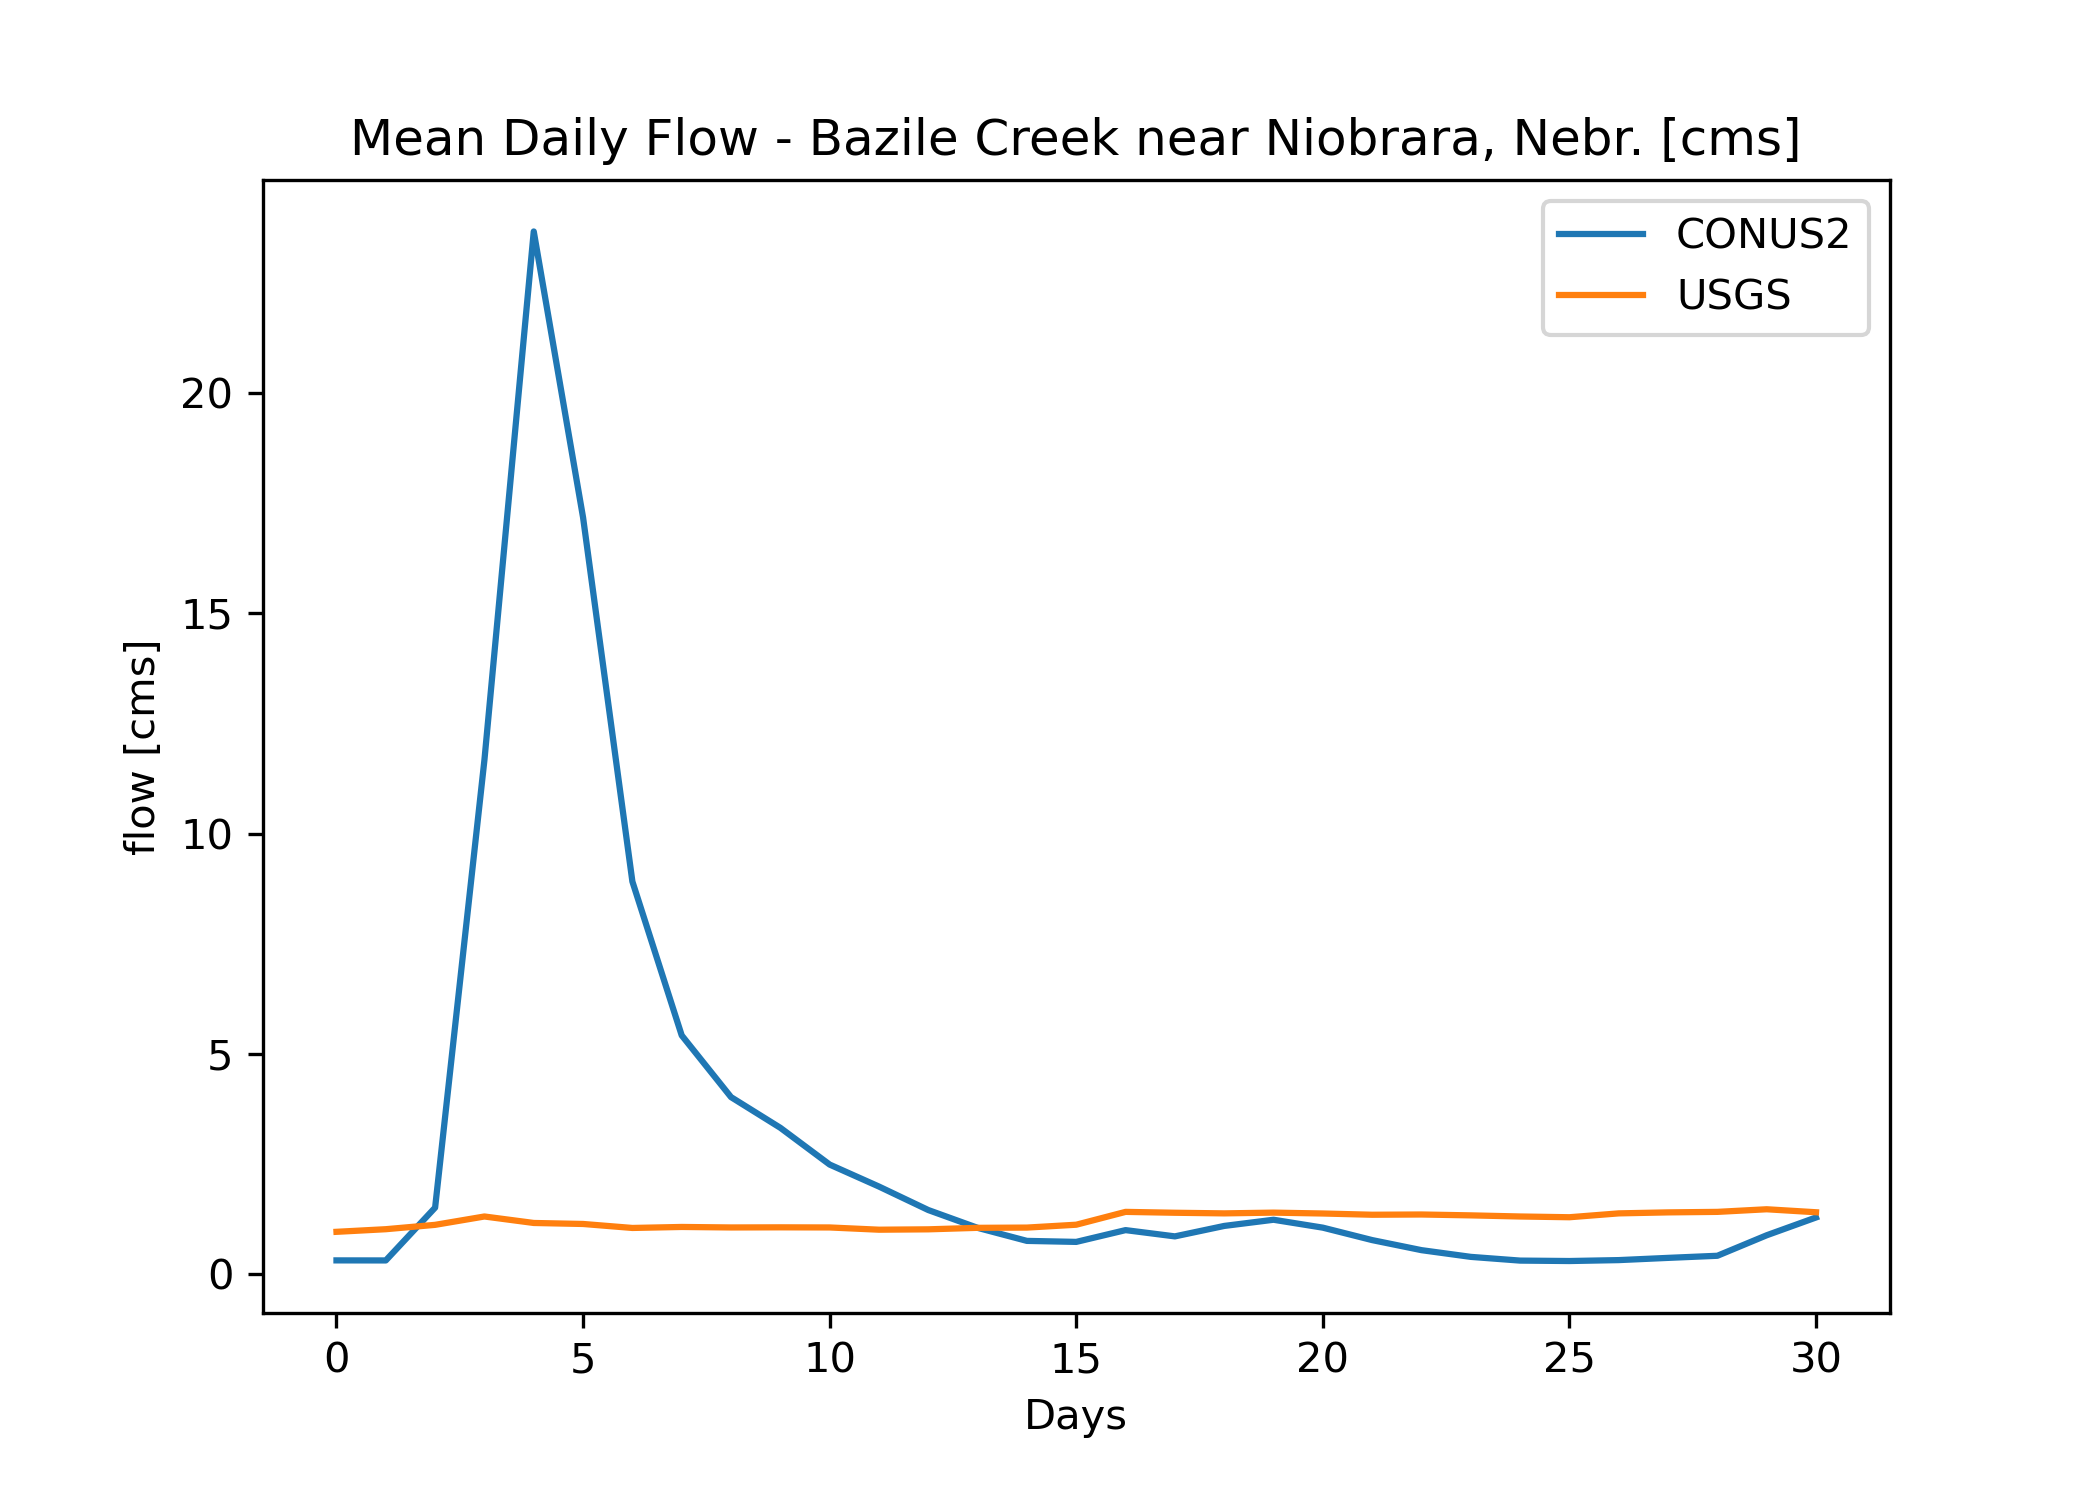 Mean Daily Flow - Bazile Creek near Niobrara, Nebr. [cms]
CONUS2
USGS
flow [cms]
20
15
10
5
0
0 5 10 15 20 25 30
Days